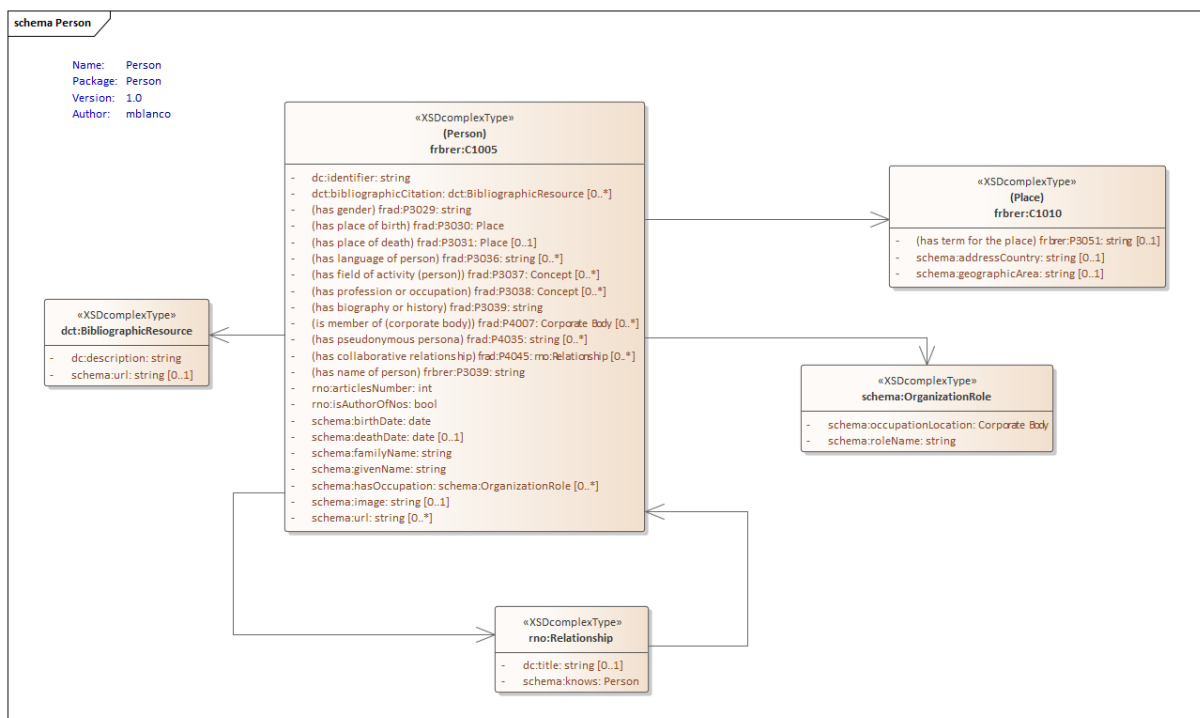 schema Person
Name: Person
Package: Person
Version: 1.0
Author: mblanco
«XSDcomplexType»
(Person)
frbrer:C1005
- dc:identifier: string
- dct:bibliographicCitation: dct:BibliographicResource [0..*]
- (has gender) frad:P3029: string
- (has place of birth) frad:P3030: Place
- (has place of death) frad:P3031: Place [0..1]
- (has language of person) frad:P3036: string [0..*]
- (has field of activity (person)) frad:P3037: Concept [0..*]
- (has profession or occupation) frad:P3038: Concept [0..*]
- (has biography or history) frad:P3039: string
- (is member of (corporate body)) frad:P4007: Corporate Body [0..*]
- (has pseudonymous persona) frad:P4035: string [0..*]
- (has collaborative relationship) frad:P4045: rno:Relationship [0..*]
- (has name of person) frbrer:P3039: string
- rno:articlesNumber: int
- rno:isAuthorOfNos: bool
- schema:birthDate: date
- schema:deathDate: date [0..1]
- schema:familyName: string
- schema:givenName: string
- schema:hasOccupation: schema:OrganizationRole [0..*]
- schema:image: string [0..1]
- schema:url: string [0..*]
«XSDcomplexType»
(Place)
frbrer:C1010
- (has term for the place) frbrer:P3051: string [0..1]
- schema:addressCountry: string [0..1]
- schema:geographicArea: string [0..1]
«XSDcomplexType»
dct:BibliographicResource
- dc:description: string
- schema:url: string [0..1]
«XSDcomplexType»
schema:OrganizationRole
- schema:occupationLocation: Corporate Body
- schema:roleName: string
«XSDcomplexType»
rno:Relationship
- dc:title: string [0..1]
- schema:knows: Person